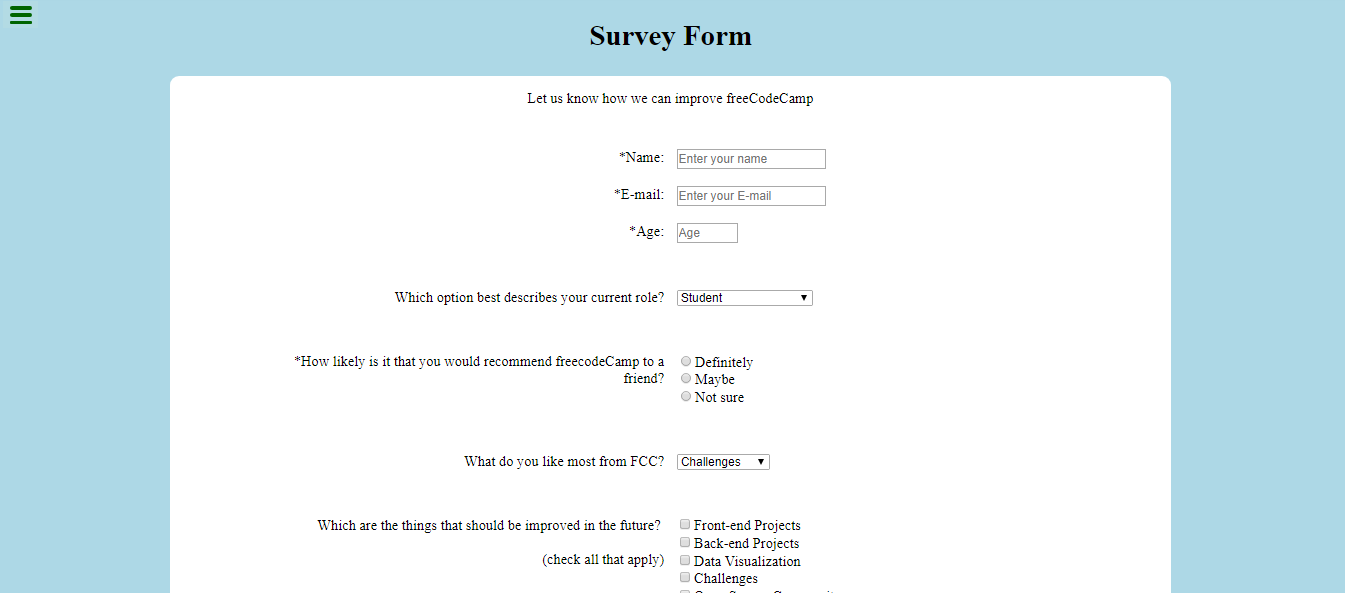 Survey Form
Let us know how we can improve freeCodeCamp
*Name: Enter your name
*E-mail: Enter your E-mail
*Age: Age
Which option best describes your current role? Student
*How likely is it that you would recommend freecodeCamp to a
friend?
Definitely
Maybe
Not sure
What do you like most from FCC? Challenges
Which are the things that should be improved in the future?
(check all that apply)
Front-end Projects
Back-end Projects
Data Visualization
Challenges